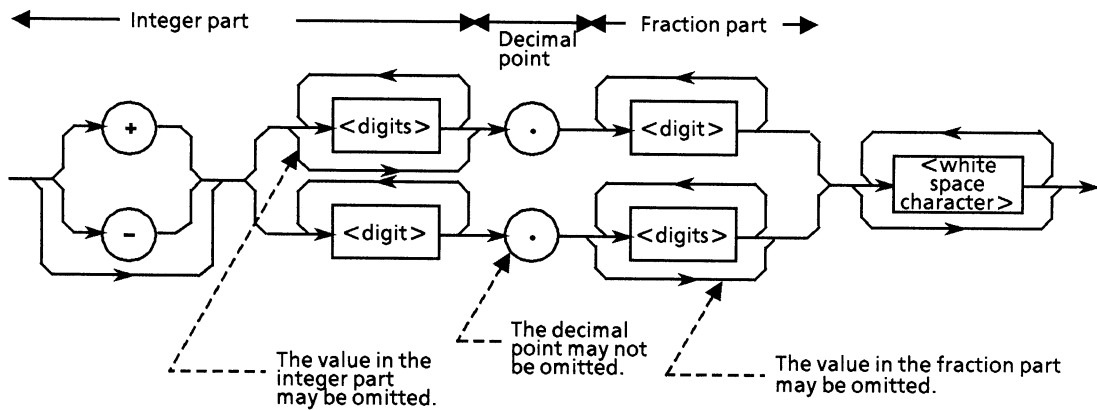 Integer part
Decimal
point
Fraction part
+
<digits>
.
<digit>
<white
space
character>
-
<digit>
.
<digits>
The value in the
integer part
may be omitted.
The decimal
point may not
be omitted.
The value in the fraction part
may be omitted.